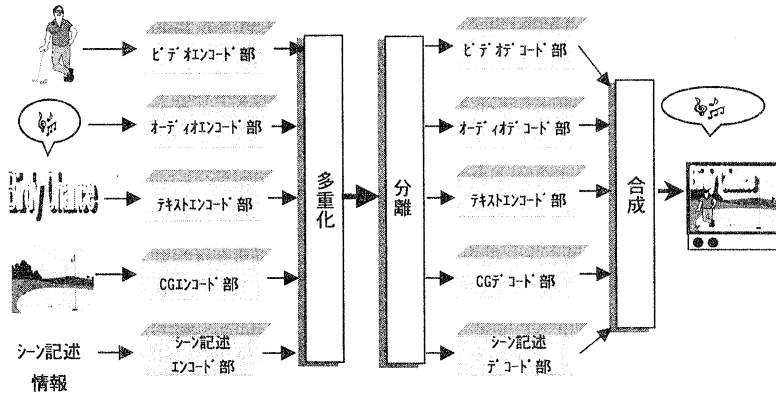 ビデオエンコード部
ビデオデコード部
オーディオエンコード部
オーディオデコード部
テキストエンコード部
多重化
分離
テキストエンコード部
合成
CGエンコード部
CGデコード部
シーン記述
情報
シーン記述
エンコード部
シーン記述
デコード部